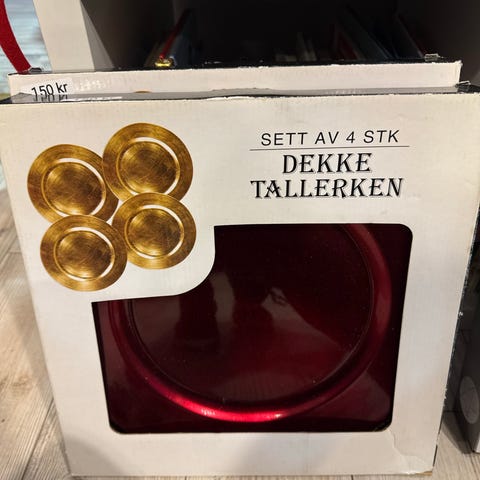 150 kr
SETT AV 4 STK
DEKKE
TALLERKEN